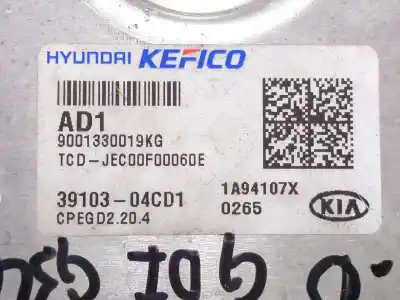 HYUNDAI KEFICO
AD1
9001330019KG
TCD-JEC00F00060E
39103-04CD1
CPEGD2.20.4
1A94107X
0265
KIA